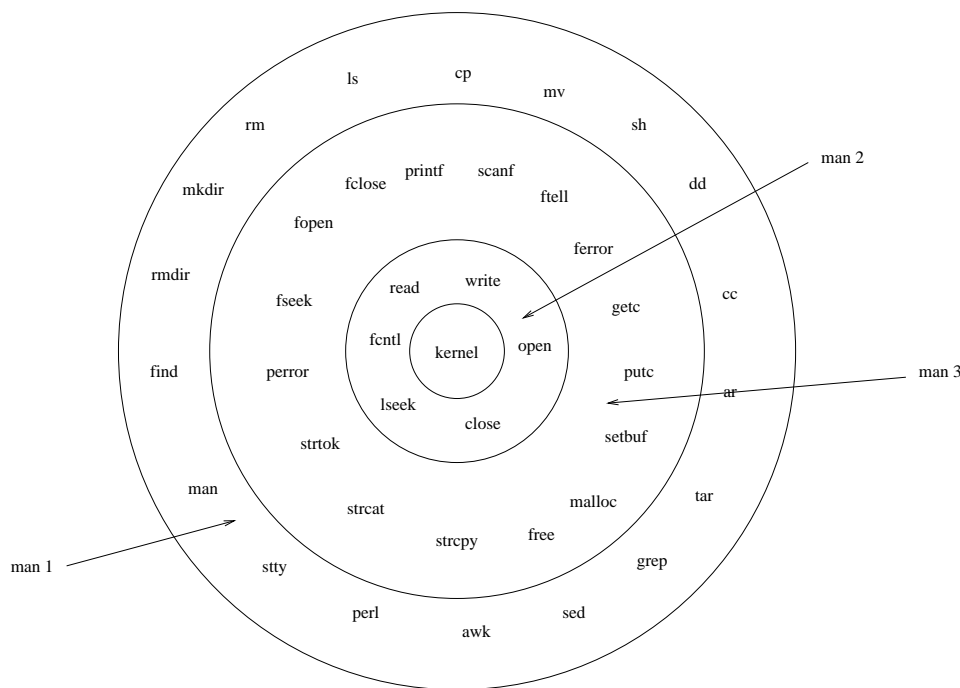 cp
ls
mv
rm
sh
man 2
printf
scanf
fclose
dd
mkdir
ftell
fopen
ferror
rmdir
write
read
cc
fseek
getc
fcntl
open
kernel
find
perror
putc
man 3
ar
lseek
close
setbuf
strtok
man
tar
malloc
strcat
free
strcpy
grep
man 1
stty
perl
sed
awk